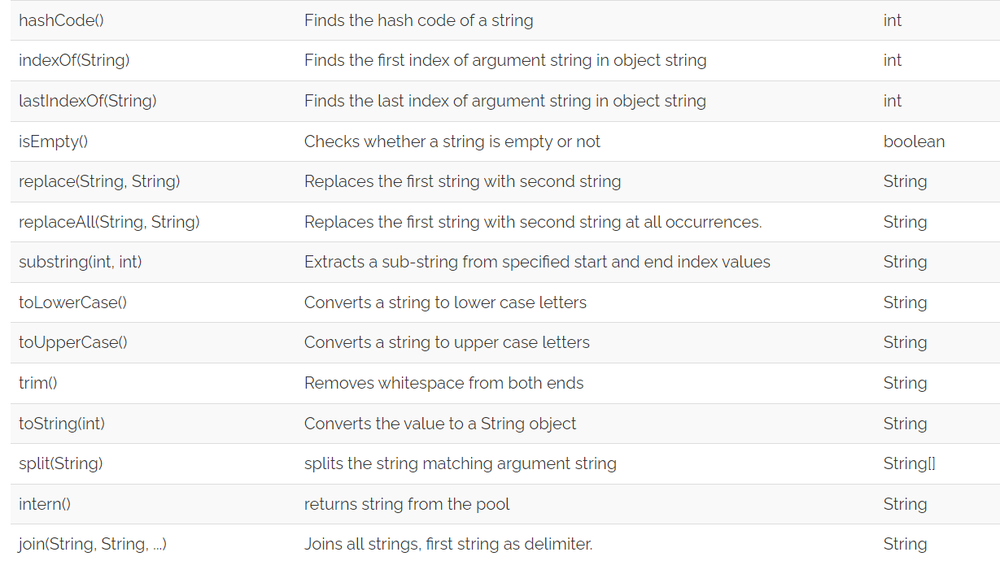 hashCode() Finds the hash code of a string int
indexOf(String) Finds the first index of argument string in object string int
lastIndexOf(String) Finds the last index of argument string in object string int
isEmpty() Checks whether a string is empty or not boolean
replace(String, String) Replaces the first string with second string String
replaceAll(String, String) Replaces the first string with second string at all occurrences. String
substring(int, int) Extracts a sub-string from specified start and end index values String
toLowerCase() Converts a string to lower case letters String
toUpperCase() Converts a string to upper case letters String
trim() Removes whitespace from both ends String
toString(int) Converts the value to a String object String
split(String) splits the string matching argument string String[]
intern() returns string from the pool String
join(String, String, ...) Joins all strings, first string as delimiter. String